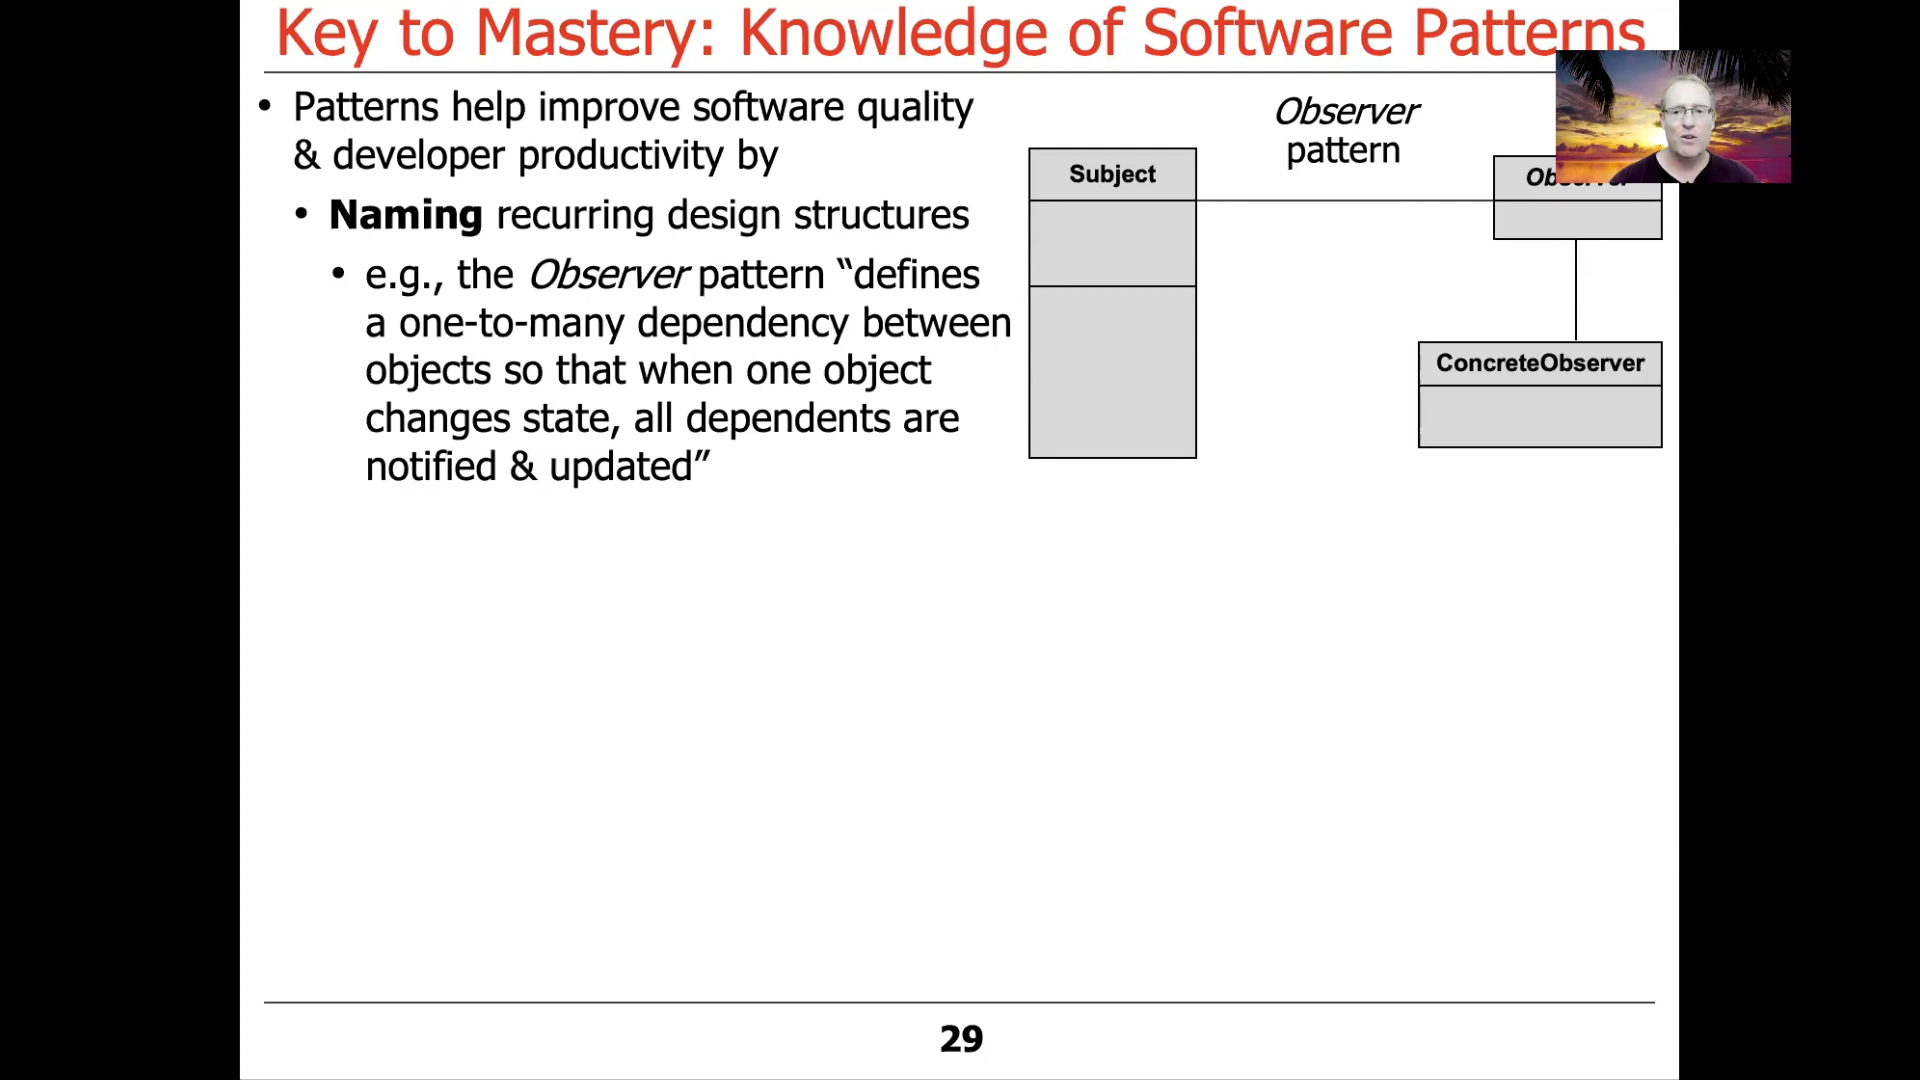 Key to Mastery: Knowledge of Software Patterns
• Patterns help improve software quality
& developer productivity by
• Naming recurring design structures
• e.g., the Observer pattern “defines
a one-to-many dependency between
objects so that when one object
changes state, all dependents are
notified & updated”
Observer
pattern
Subject
Observer
ConcreteObserver
29